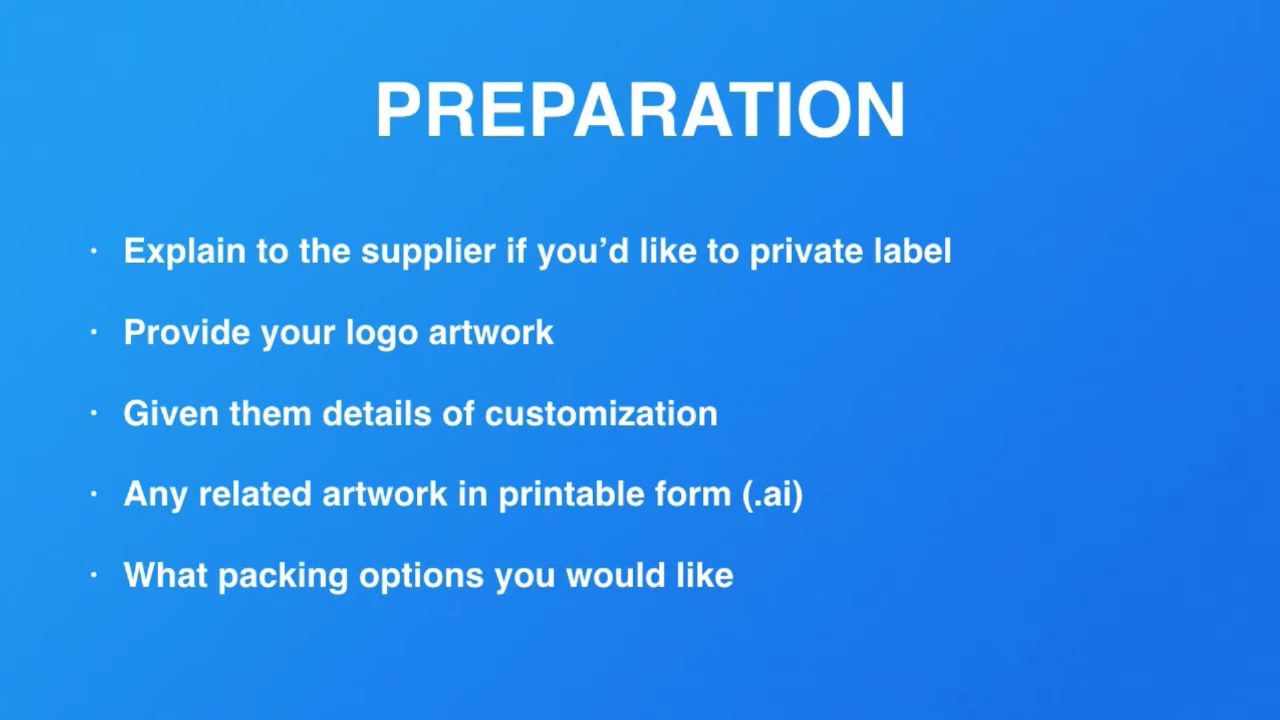 PREPARATION
· Explain to the supplier if you’d like to private label
· Provide your logo artwork
· Given them details of customization
· Any related artwork in printable form (.ai)
· What packing options you would like